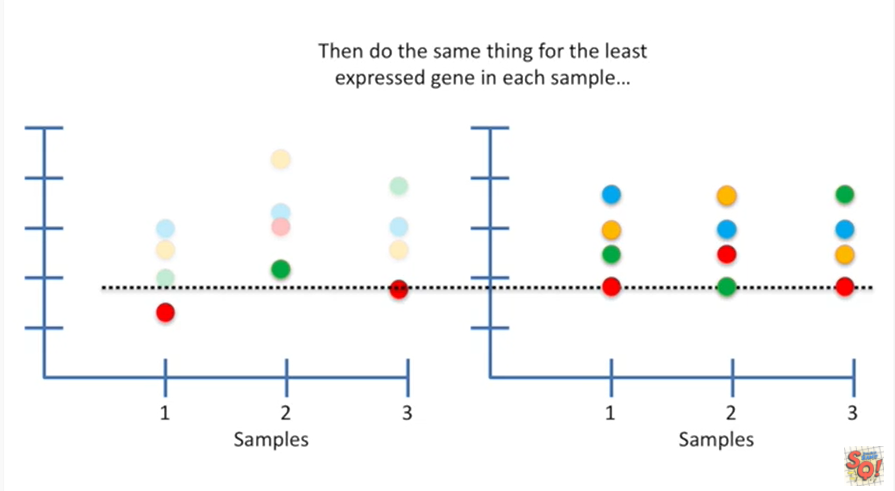 Then do the same thing for the least
expressed gene in each sample...
1 2 3
Samples
1 2 3
Samples
SQ!